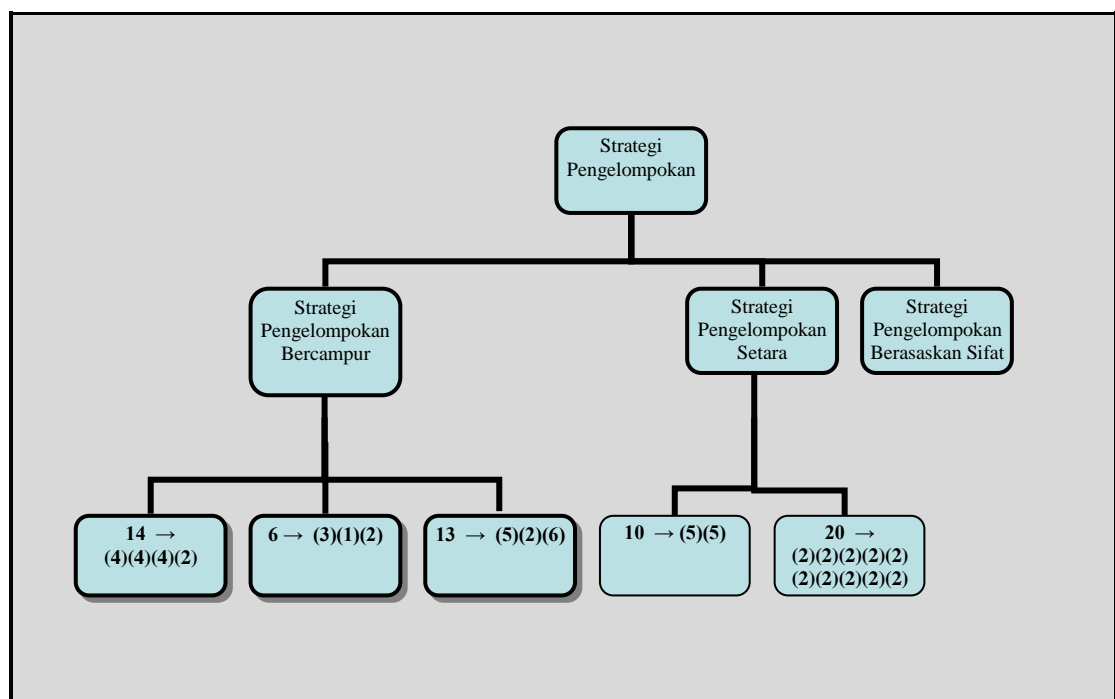 Strategi
Pengelompokan
Strategi
Pengelompokan
Bercampur
Strategi
Pengelompokan
Setara
Strategi
Pengelompokan
Berasaskan Sifat
14 →
(4)(4)(4)(2)
6 → (3)(1)(2)
13 → (5)(2)(6)
10 → (5)(5)
20 →
(2)(2)(2)(2)(2)
(2)(2)(2)(2)(2)